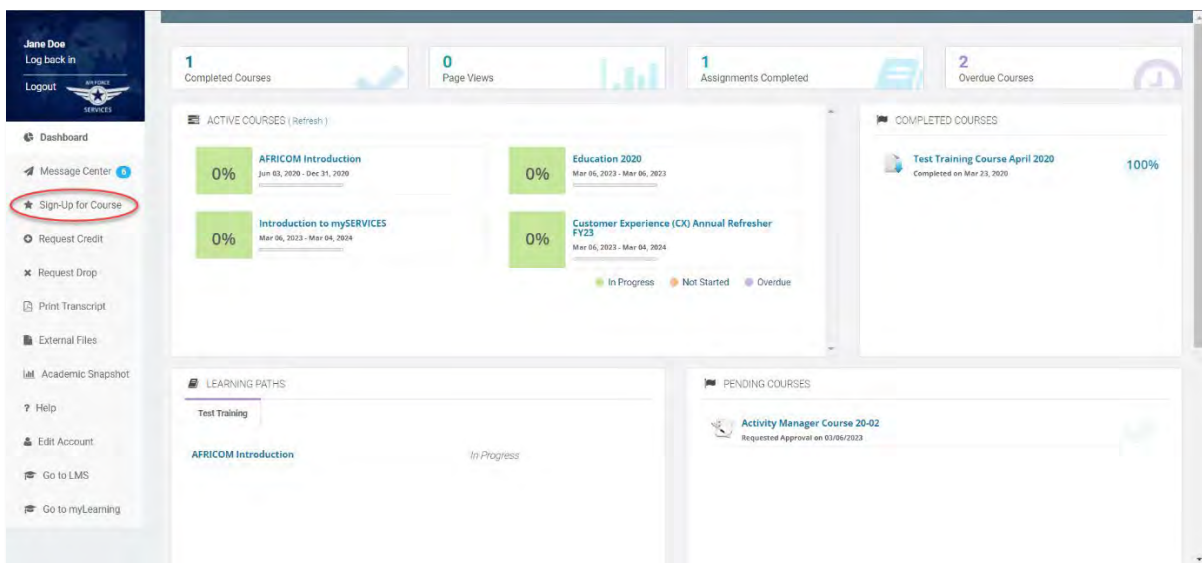 Jane Doe
Log back in
Logout
AIR FORCE
SERVICES
Dashboard
Message Center 6
Sign-Up for Course
Request Credit
Request Drop
Print Transcript
External Files
Academic Snapshot
Help
Edit Account
Go to LMS
Go to myLearning
1
Completed Courses
0
Page Views
1
Assignments Completed
2
Overdue Courses
ACTIVE COURSES ( Refresh )
0%
AFRICOM Introduction
Jun 03, 2020 - Dec 31, 2020
0%
Education 2020
Mar 06, 2023 - Mar 06, 2023
0%
Introduction to mySERVICES
Mar 06, 2023 - Mar 04, 2024
0%
Customer Experience (CX) Annual Refresher
FY23
Mar 06, 2023 - Mar 04, 2024
In Progress Not Started Overdue
COMPLETED COURSES
Test Training Course April 2020
Completed on Mar 23, 2020
100%
LEARNING PATHS
Test Training
AFRICOM Introduction In-Progress
PENDING COURSES
Activity Manager Course 20-02
Requested Approval on 03/06/2023